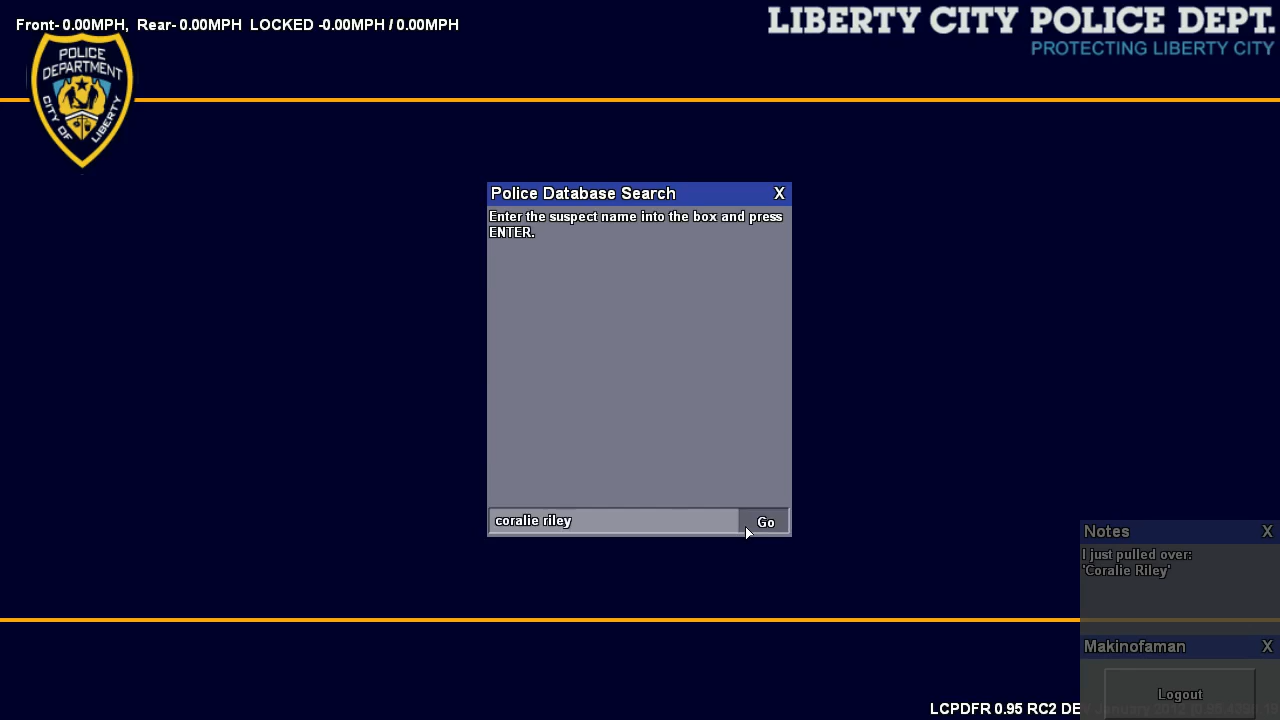 Front- 0.00MPH,  Rear- 0.00MPH  LOCKED -0.00MPH / 0.00MPH
LIBERTY CITY POLICE DEPT.
PROTECTING LIBERTY CITY
POLICE
DEPARTMENT
CITY OF LIBERTY
Police Database Search X
Enter the suspect name into the box and press
ENTER.
coralie riley Go
Notes X
I just pulled over:
'Coralie Riley'
Makinofaman X
Logout
LCPDFR 0.95 RC2 DE